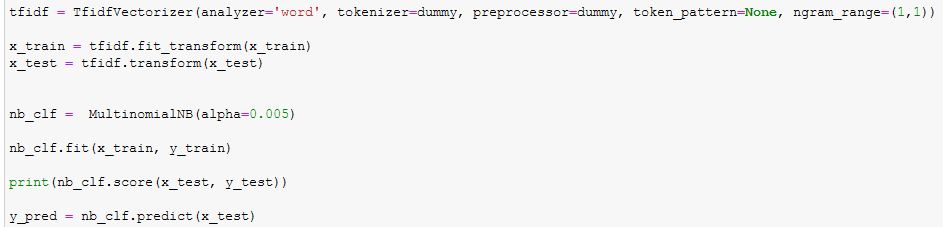 tfidf = TfidfVectorizer(analyzer='word', tokenizer=dummy, preprocessor=dummy, token_pattern=None, ngram_range=(1,1))
x_train = tfidf.fit_transform(x_train)
x_test = tfidf.transform(x_test)
nb_clf =  MultinomialNB(alpha=0.005)
nb_clf.fit(x_train, y_train)
print(nb_clf.score(x_test, y_test))
y_pred = nb_clf.predict(x_test)